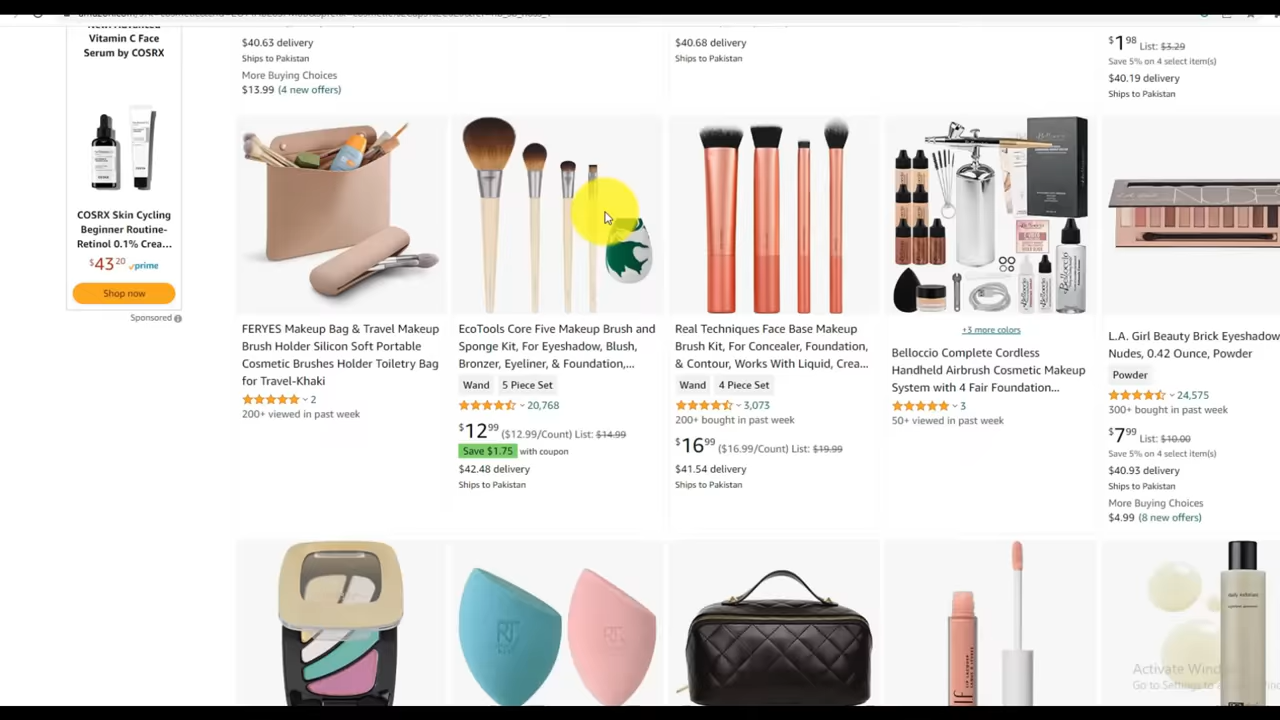 New Advanced
Vitamin C Face
Serum by COSRX
COSRX Skin Cycling
Beginner Routine-
Retinol 0.1% Crea...
$43 20 prime
Shop now
Sponsored
$40.63 delivery
Ships to Pakistan
More Buying Choices
$13.99 (4 new offers)
$40.68 delivery
Ships to Pakistan
$1 98 List: $3.29
Save 5% on 4 select item(s)
$40.19 delivery
Ships to Pakistan
FERYES Makeup Bag & Travel Makeup
Brush Holder Silicon Soft Portable
Cosmetic Brushes Holder Toiletry Bag
for Travel-Khaki
2
200+ viewed in past week
EcoTools Core Five Makeup Brush and
Sponge Kit, For Eyeshadow, Blush,
Bronzer, Eyeliner, & Foundation,...
Wand 5 Piece Set
20,768
$12 99 ($12.99/Count) List: $14.99
Save $1.75 with coupon
$42.48 delivery
Ships to Pakistan
Real Techniques Face Base Makeup
Brush Kit, For Concealer, Foundation,
& Contour, Works With Liquid, Crea...
Wand 4 Piece Set
3,073
200+ bought in past week
$16 99 ($16.99/Count) List: $19.99
$41.54 delivery
Ships to Pakistan
Belloccio
+3 more colors
Belloccio Complete Cordless
Handheld Airbrush Cosmetic Makeup
System with 4 Fair Foundation...
3
50+ viewed in past week
NUDES
L.A. Girl Beauty Brick Eyeshadow
Nudes, 0.42 Ounce, Powder
Powder
24,575
300+ bought in past week
$7 99 List: $10.00
Save 5% on 4 select item(s)
$40.93 delivery
Ships to Pakistan
More Buying Choices
$4.99 (8 new offers)
RT
e.l.f.
Activate Wind
Go to Settings to a